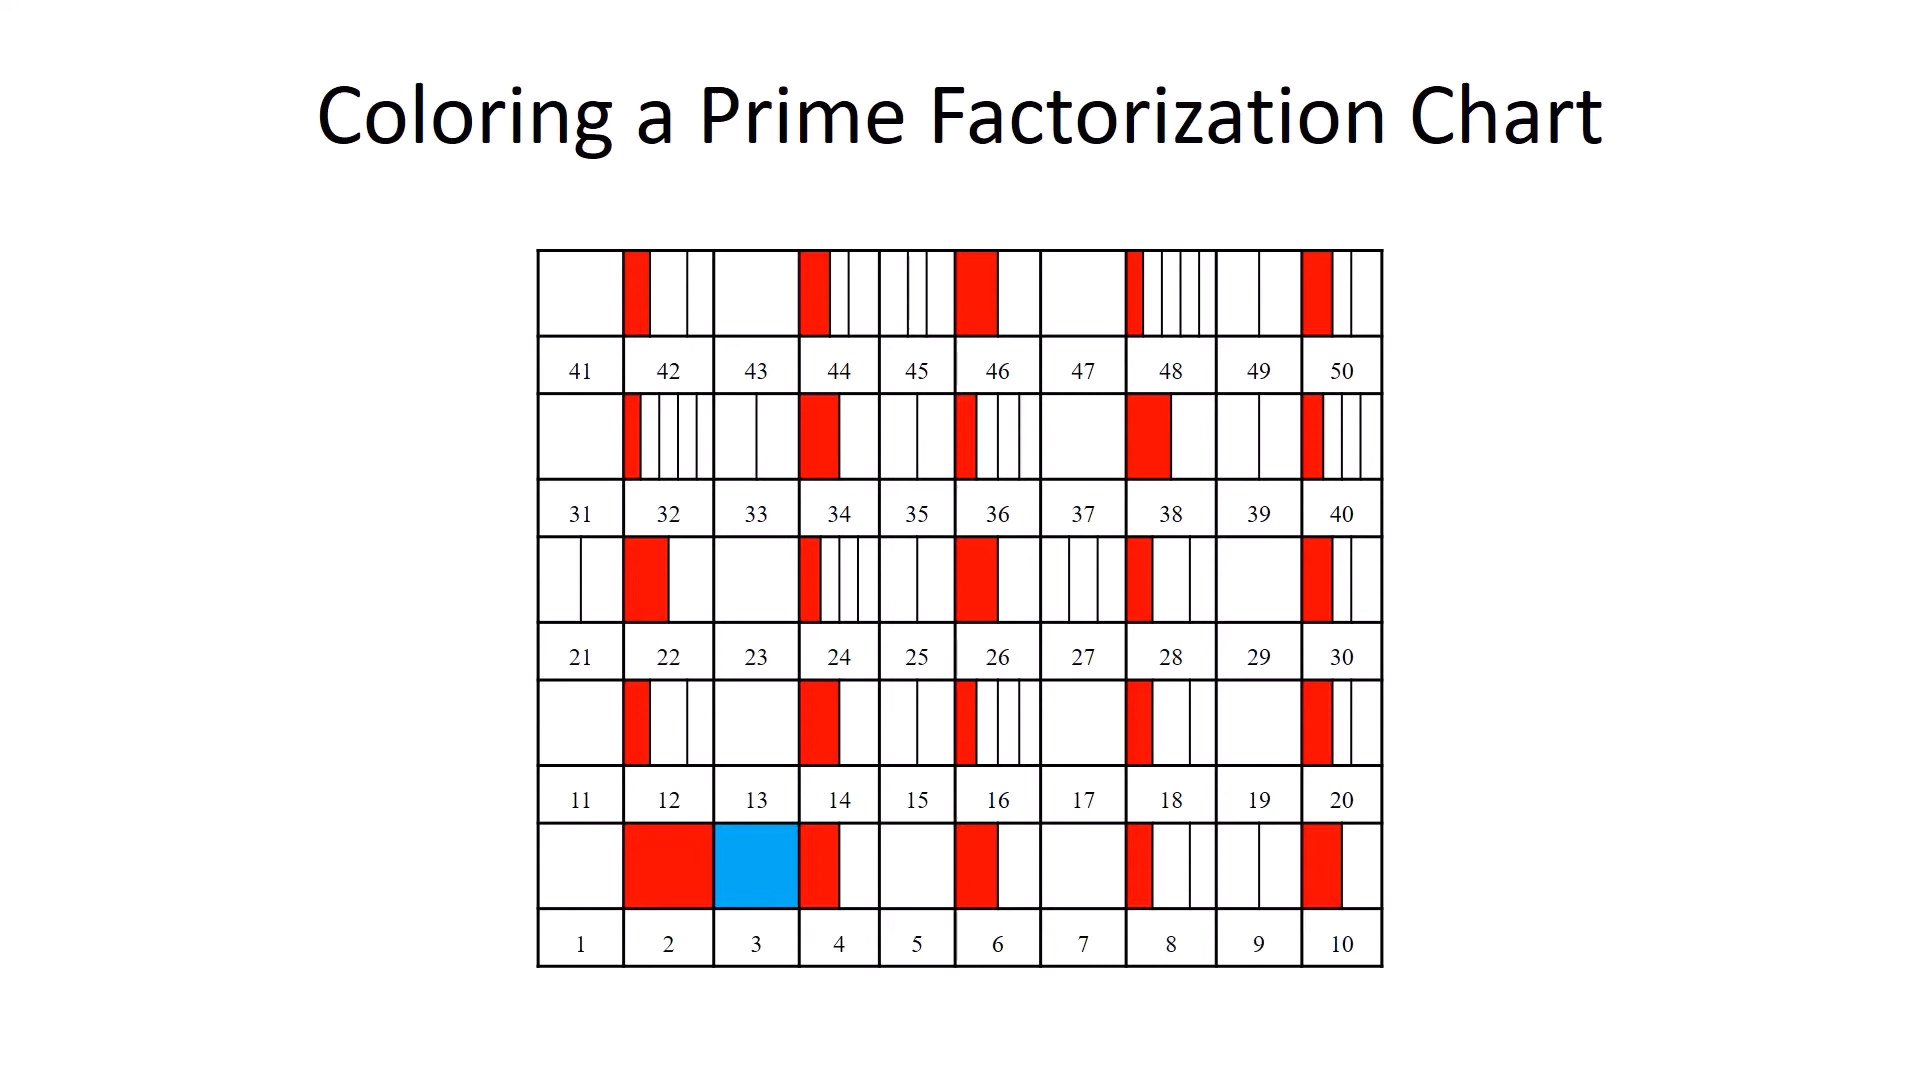 Coloring a Prime Factorization Chart
41 42 43 44 45 46 47 48 49 50
31 32 33 34 35 36 37 38 39 40
21 22 23 24 25 26 27 28 29 30
11 12 13 14 15 16 17 18 19 20
1 2 3 4 5 6 7 8 9 10